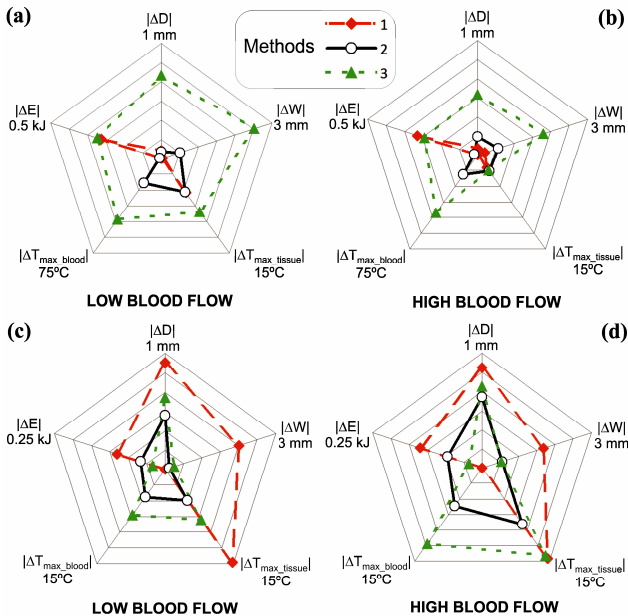 (a)
|ΔD|
1 mm
|ΔE|
0.5 kJ
|ΔW|
3 mm
|ΔTmax_blood|
75ºC
|ΔTmax_tissue|
15ºC
LOW BLOOD FLOW
Methods
1
2
3
(b)
|ΔD|
1 mm
|ΔE|
0.5 kJ
|ΔW|
3 mm
|ΔTmax_blood|
75ºC
|ΔTmax_tissue|
15ºC
HIGH BLOOD FLOW
(c)
|ΔD|
1 mm
|ΔE|
0.25 kJ
|ΔW|
3 mm
|ΔTmax_blood|
15ºC
|ΔTmax_tissue|
15ºC
LOW BLOOD FLOW
(d)
|ΔD|
1 mm
|ΔE|
0.25 kJ
|ΔW|
3 mm
|ΔTmax_blood|
15ºC
|ΔTmax_tissue|
15ºC
HIGH BLOOD FLOW